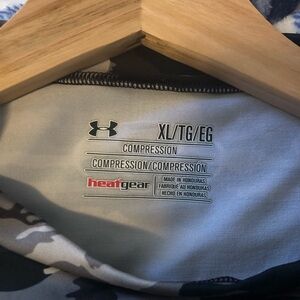 XL/TG/EG
COMPRESSION
COMPRESSION/COMPRESSION
heatgear
MADE IN HONDURAS
FABRIQUÉ AU HONDURAS
HECHO EN HONDURAS